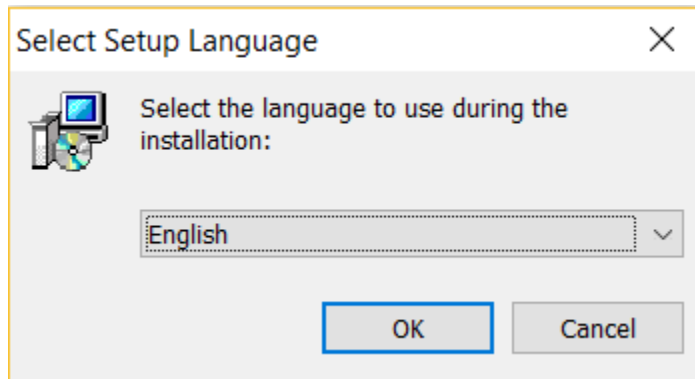 Select Setup Language
Select the language to use during the
installation:
English
OK
Cancel